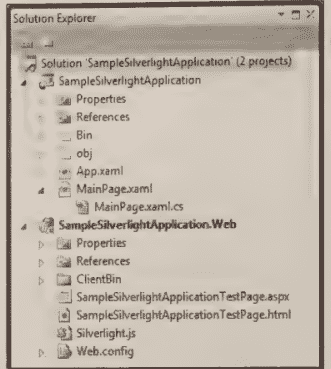 Solution Explorer
Solution 'SampleSilverlightApplication' (2 projects)
SampleSilverlightApplication
Properties
References
Bin
obj
App.xaml
MainPage.xaml
MainPage.xaml.cs
SampleSilverlightApplication.Web
Properties
References
ClientBin
SampleSilverlightApplicationTestPage.aspx
SampleSilverlightApplicationTestPage.html
Silverlight.js
Web.config